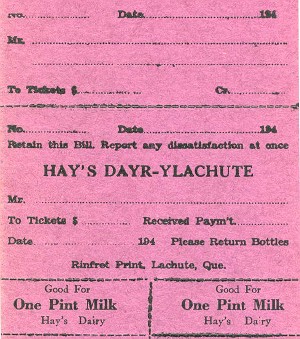 No. Date 194
Mr.
To Tickets $ Cr.
No. Date 194
Retain this Bill. Report any dissatisfaction at once
HAY'S DAYR-YLACHUTE
Mr.
To Tickets $ Received Paym't.
Date 194 Please Return Bottles
Rinfret Print, Lachute, Que.
Good For
One Pint Milk
Hay's Dairy
Good For
One Pint Milk
Hay's Dairy